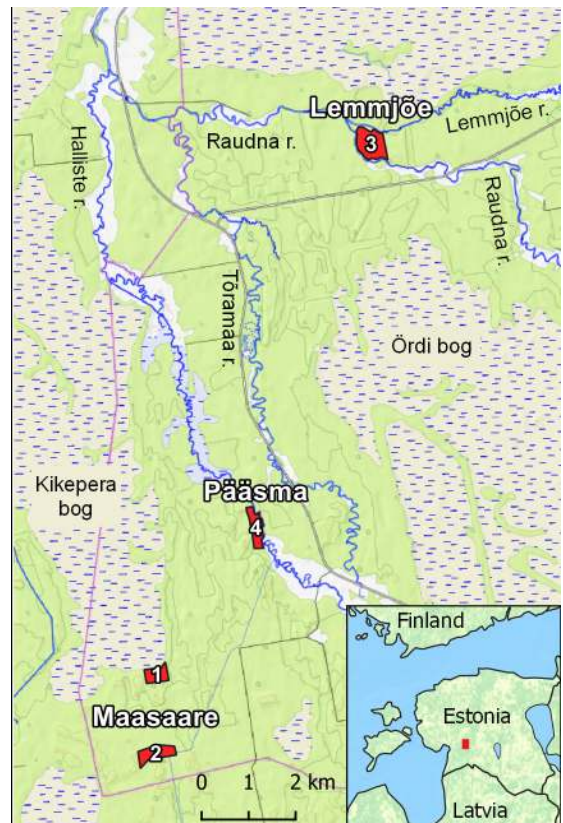 Lemmjõe
Lemmjõe r.
3
Raudna r.
Halliste r.
Raudna r.
Tõramaa r.
Ördi bog
Pääsma
Kikepera
bog
4
1
Maasaare
2
0 1 2 km
Finland
Estonia
Latvia